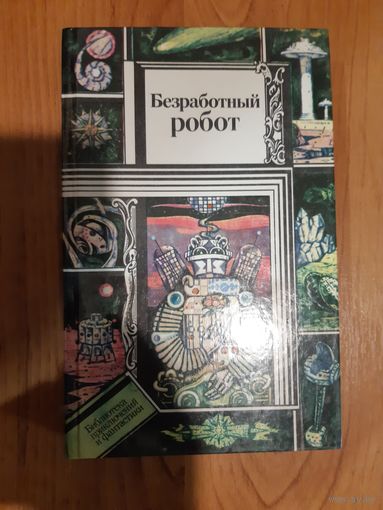 Безработный
робот
Библиотека
приключений
и фантастики